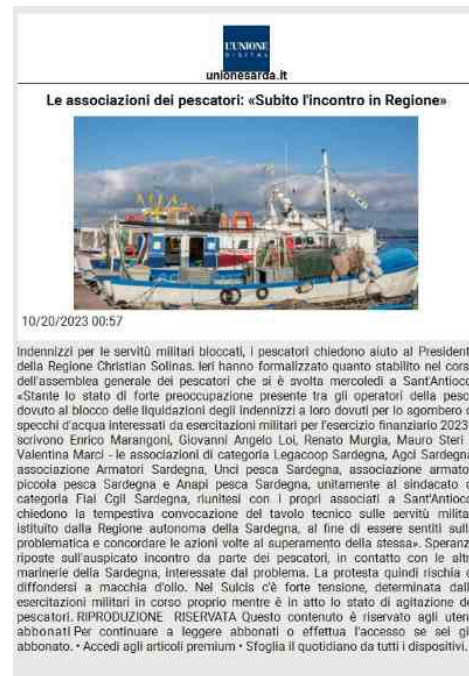 L'UNIONE
DIGITAL
unionesarda.it
Le associazioni dei pescatori: «Subito l'incontro in Regione»
10/20/2023 00:57
Indennizzi per le servitù militari bloccati, i pescatori chiedono aiuto al President
della Regione Christian Solinas. Ieri hanno formalizzato quanto stabilito nel cors
dell'assemblea generale dei pescatori che si è svolta mercoledì a Sant'Antioc
«Stante lo stato di forte preoccupazione presente tra gli operatori della pesc
dovuto al blocco delle liquidazioni degli indennizzi a loro dovuti per lo sgombero d
specchi d'acqua interessati da esercitazioni militari per l'esercizio finanziario 2023
scrivono Enrico Marangoni, Giovanni Angelo Loi, Renato Murgia, Mauro Steri
Valentina Marci - le associazioni di categoria Legacoop Sardegna, Agci Sardegna
associazione Armatori Sardegna, Unci pesca Sardegna, associazione armato
piccola pesca Sardegna e Anapi pesca Sardegna, unitamente al sindacato d
categoria Flai Cgil Sardegna, riunitesi con i propri associati a Sant'Antioc
chiedono la tempestiva convocazione del tavolo tecnico sulle servitù milita
istituito dalla Regione autonoma della Sardegna, al fine di essere sentiti sull
problematica e concordare le azioni volte al superamento della stessa». Speranz
riposte sull'auspicato incontro da parte dei pescatori, in contatto con le altr
marinerie della Sardegna, interessate dal problema. La protesta quindi rischia d
diffondersi a macchia d'olio. Nel Sulcis c'è forte tensione, determinata dall
esercitazioni militari in corso proprio mentre è in atto lo stato di agitazione de
pescatori. RIPRODUZIONE RISERVATA Questo contenuto è riservato agli uten
abbonati Per continuare a leggere abbonati o effettua l'accesso se sei gi
abbonato. • Accedi agli articoli premium • Sfoglia il quotidiano da tutti i dispositivi.